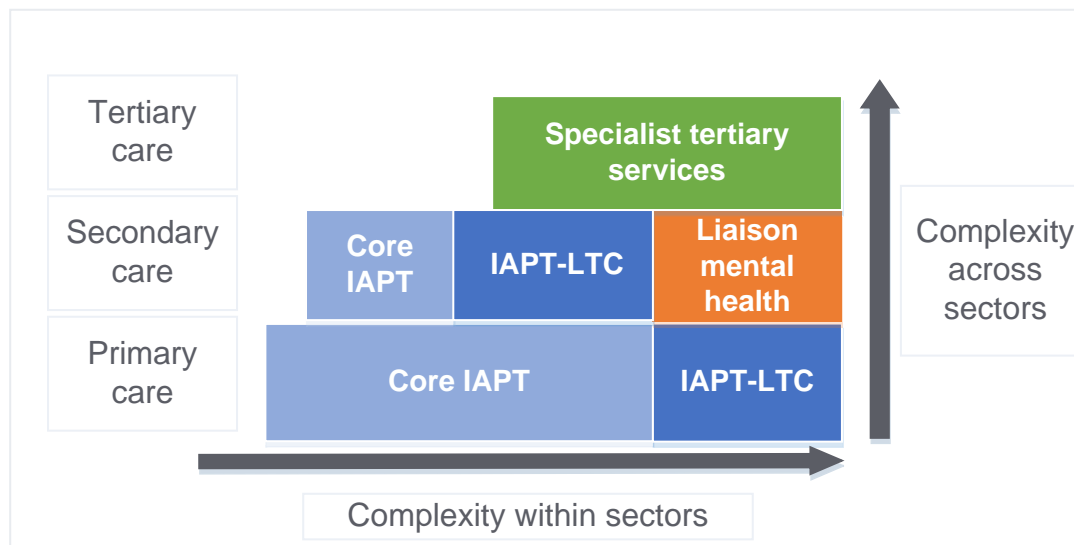 Tertiary
care
Specialist tertiary
services
Secondary
care
Core
IAPT
IAPT-LTC
Liaison
mental
health
Complexity
across
sectors
Primary
care
Core IAPT
IAPT-LTC
Complexity within sectors